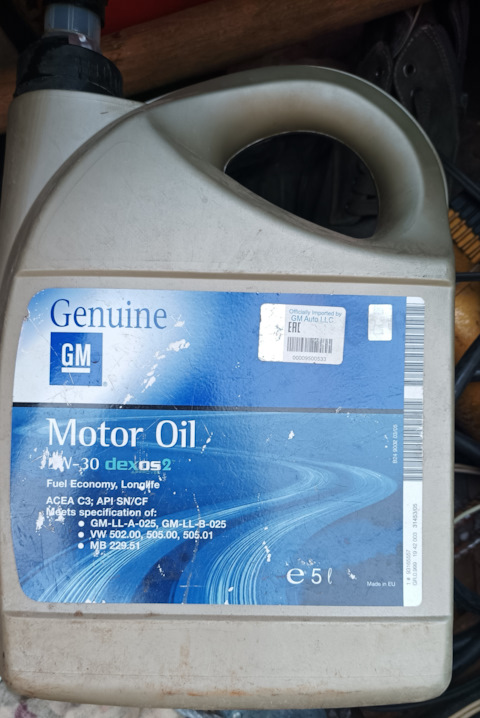 Genuine
GM
Officially Imported by
GM Auto LLC
EAC
Motor Oil
W-30 dexos2
Fuel Economy, Longlife
ACEA C3; API SN/CF
Meets specification of:
• GM-LL-A-025, GM-LL-B-025
• VW 502.00, 505.00, 505.01
• MB 229.51
e 5 l
Made in EU